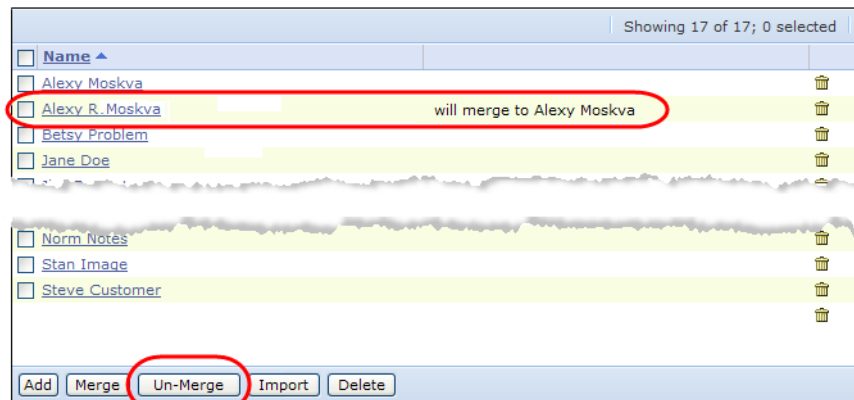 Showing 17 of 17; 0 selected
Name
Alexy Moskva
Alexy R.Moskva will merge to Alexy Moskva
Betsy Problem
Jane Doe
Norm Notes
Stan Image
Steve Customer
Add Merge Un-Merge Import Delete